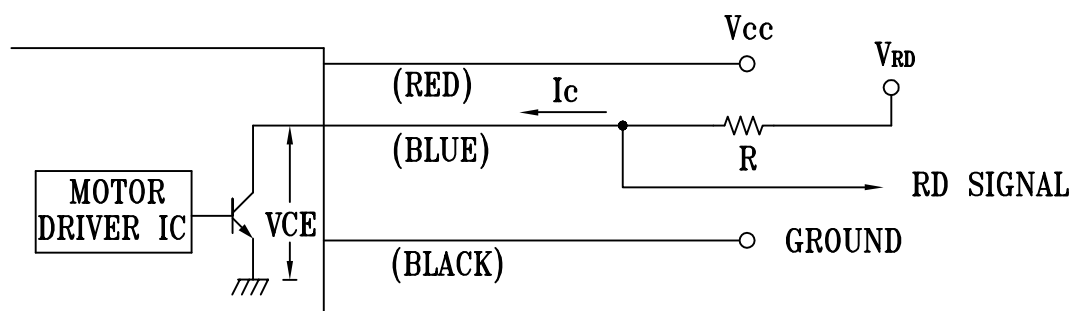 Vcc
(RED)
VRD
Ic
(BLUE)
R
MOTOR
DRIVER IC
VCE
RD SIGNAL
GROUND
(BLACK)